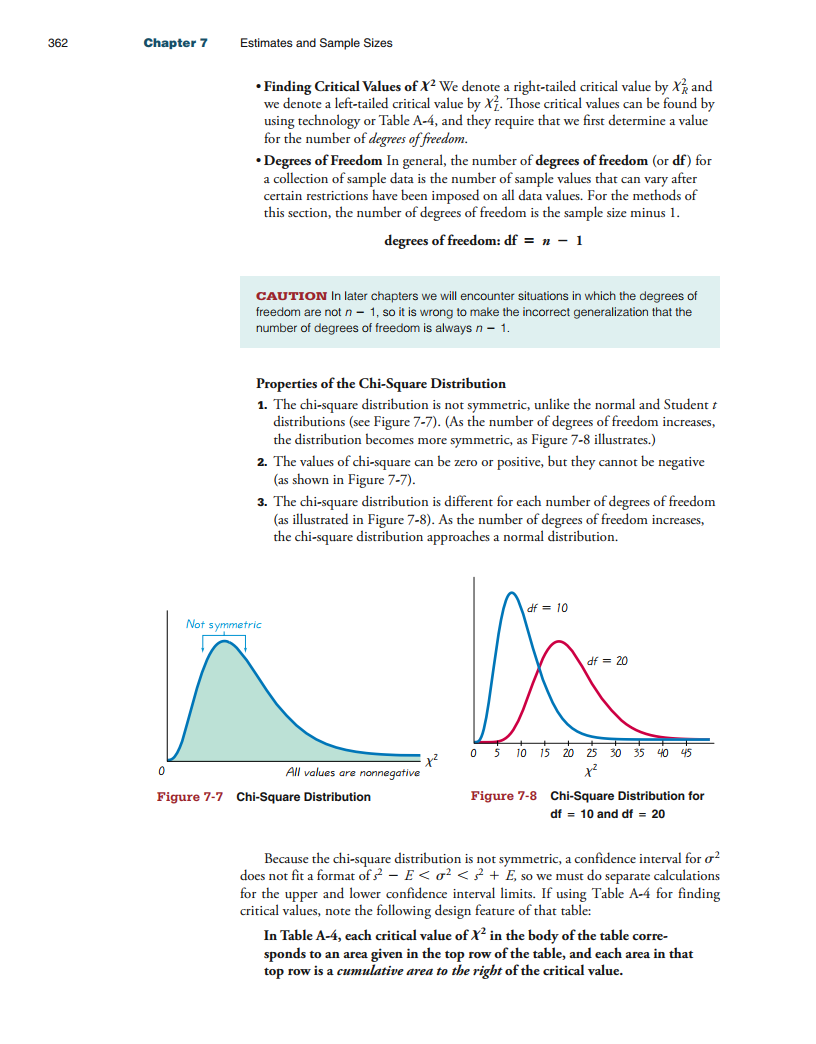 362 Chapter 7 Estimates and Sample Sizes
• Finding Critical Values of χ² We denote a right-tailed critical value by χ²_R and
we denote a left-tailed critical value by χ²_L. Those critical values can be found by
using technology or Table A-4, and they require that we first determine a value
for the number of degrees of freedom.
• Degrees of Freedom In general, the number of degrees of freedom (or df) for
a collection of sample data is the number of sample values that can vary after
certain restrictions have been imposed on all data values. For the methods of
this section, the number of degrees of freedom is the sample size minus 1.
degrees of freedom: df = n − 1
CAUTION In later chapters we will encounter situations in which the degrees of
freedom are not n − 1, so it is wrong to make the incorrect generalization that the
number of degrees of freedom is always n − 1.
Properties of the Chi-Square Distribution
1. The chi-square distribution is not symmetric, unlike the normal and Student t
distributions (see Figure 7-7). (As the number of degrees of freedom increases,
the distribution becomes more symmetric, as Figure 7-8 illustrates.)
2. The values of chi-square can be zero or positive, but they cannot be negative
(as shown in Figure 7-7).
3. The chi-square distribution is different for each number of degrees of freedom
(as illustrated in Figure 7-8). As the number of degrees of freedom increases,
the chi-square distribution approaches a normal distribution.
Not symmetric
0
All values are nonnegative
χ²
Figure 7-7 Chi-Square Distribution
df = 10
df = 20
0 5 10 15 20 25 30 35 40 45
χ²
Figure 7-8 Chi-Square Distribution for
df = 10 and df = 20
Because the chi-square distribution is not symmetric, a confidence interval for σ²
does not fit a format of s² − E < σ² < s² + E, so we must do separate calculations
for the upper and lower confidence interval limits. If using Table A-4 for finding
critical values, note the following design feature of that table:
In Table A-4, each critical value of χ² in the body of the table corre-
sponds to an area given in the top row of the table, and each area in that
top row is a cumulative area to the right of the critical value.